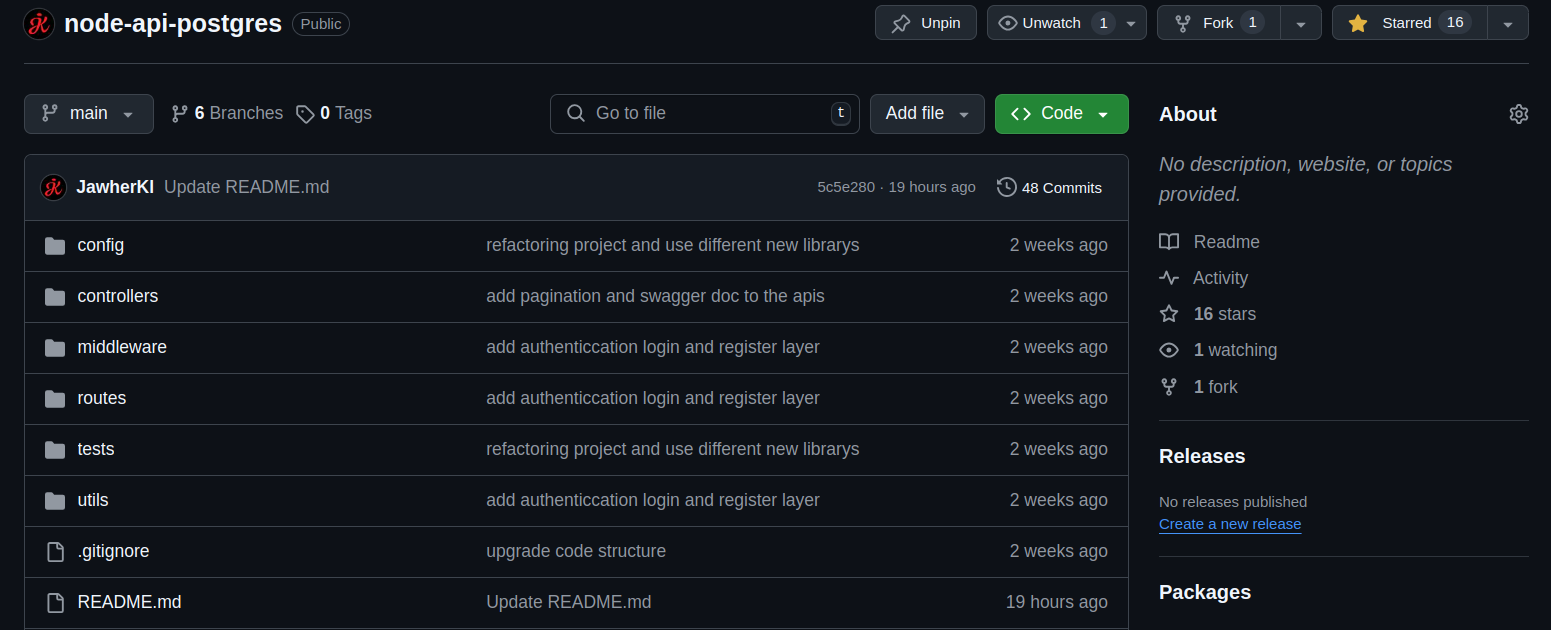 node-api-postgres Public Unpin Unwatch 1 Fork 1 Starred 16
main 6 Branches 0 Tags Go to file t Add file Code
JawherKl Update README.md 5c5e280 · 19 hours ago 48 Commits
config refactoring project and use different new librarys 2 weeks ago
controllers add pagination and swagger doc to the apis 2 weeks ago
middleware add authenticcation login and register layer 2 weeks ago
routes add authenticcation login and register layer 2 weeks ago
tests refactoring project and use different new librarys 2 weeks ago
utils add authenticcation login and register layer 2 weeks ago
.gitignore upgrade code structure 2 weeks ago
README.md Update README.md 19 hours ago
About
No description, website, or topics
provided.
Readme
Activity
16 stars
1 watching
1 fork
Releases
No releases published
Create a new release
Packages